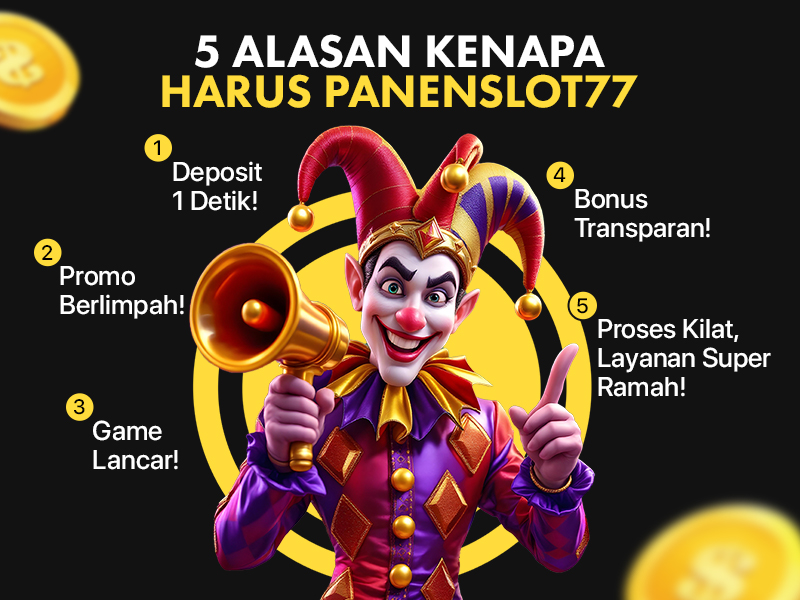 5 ALASAN KENAPA
HARUS PANENSLOT77
1
Deposit
1 Detik!
2
Promo
Berlimpah!
3
Game
Lancar!
4
Bonus
Transparan!
5
Proses Kilat,
Layanan Super
Ramah!